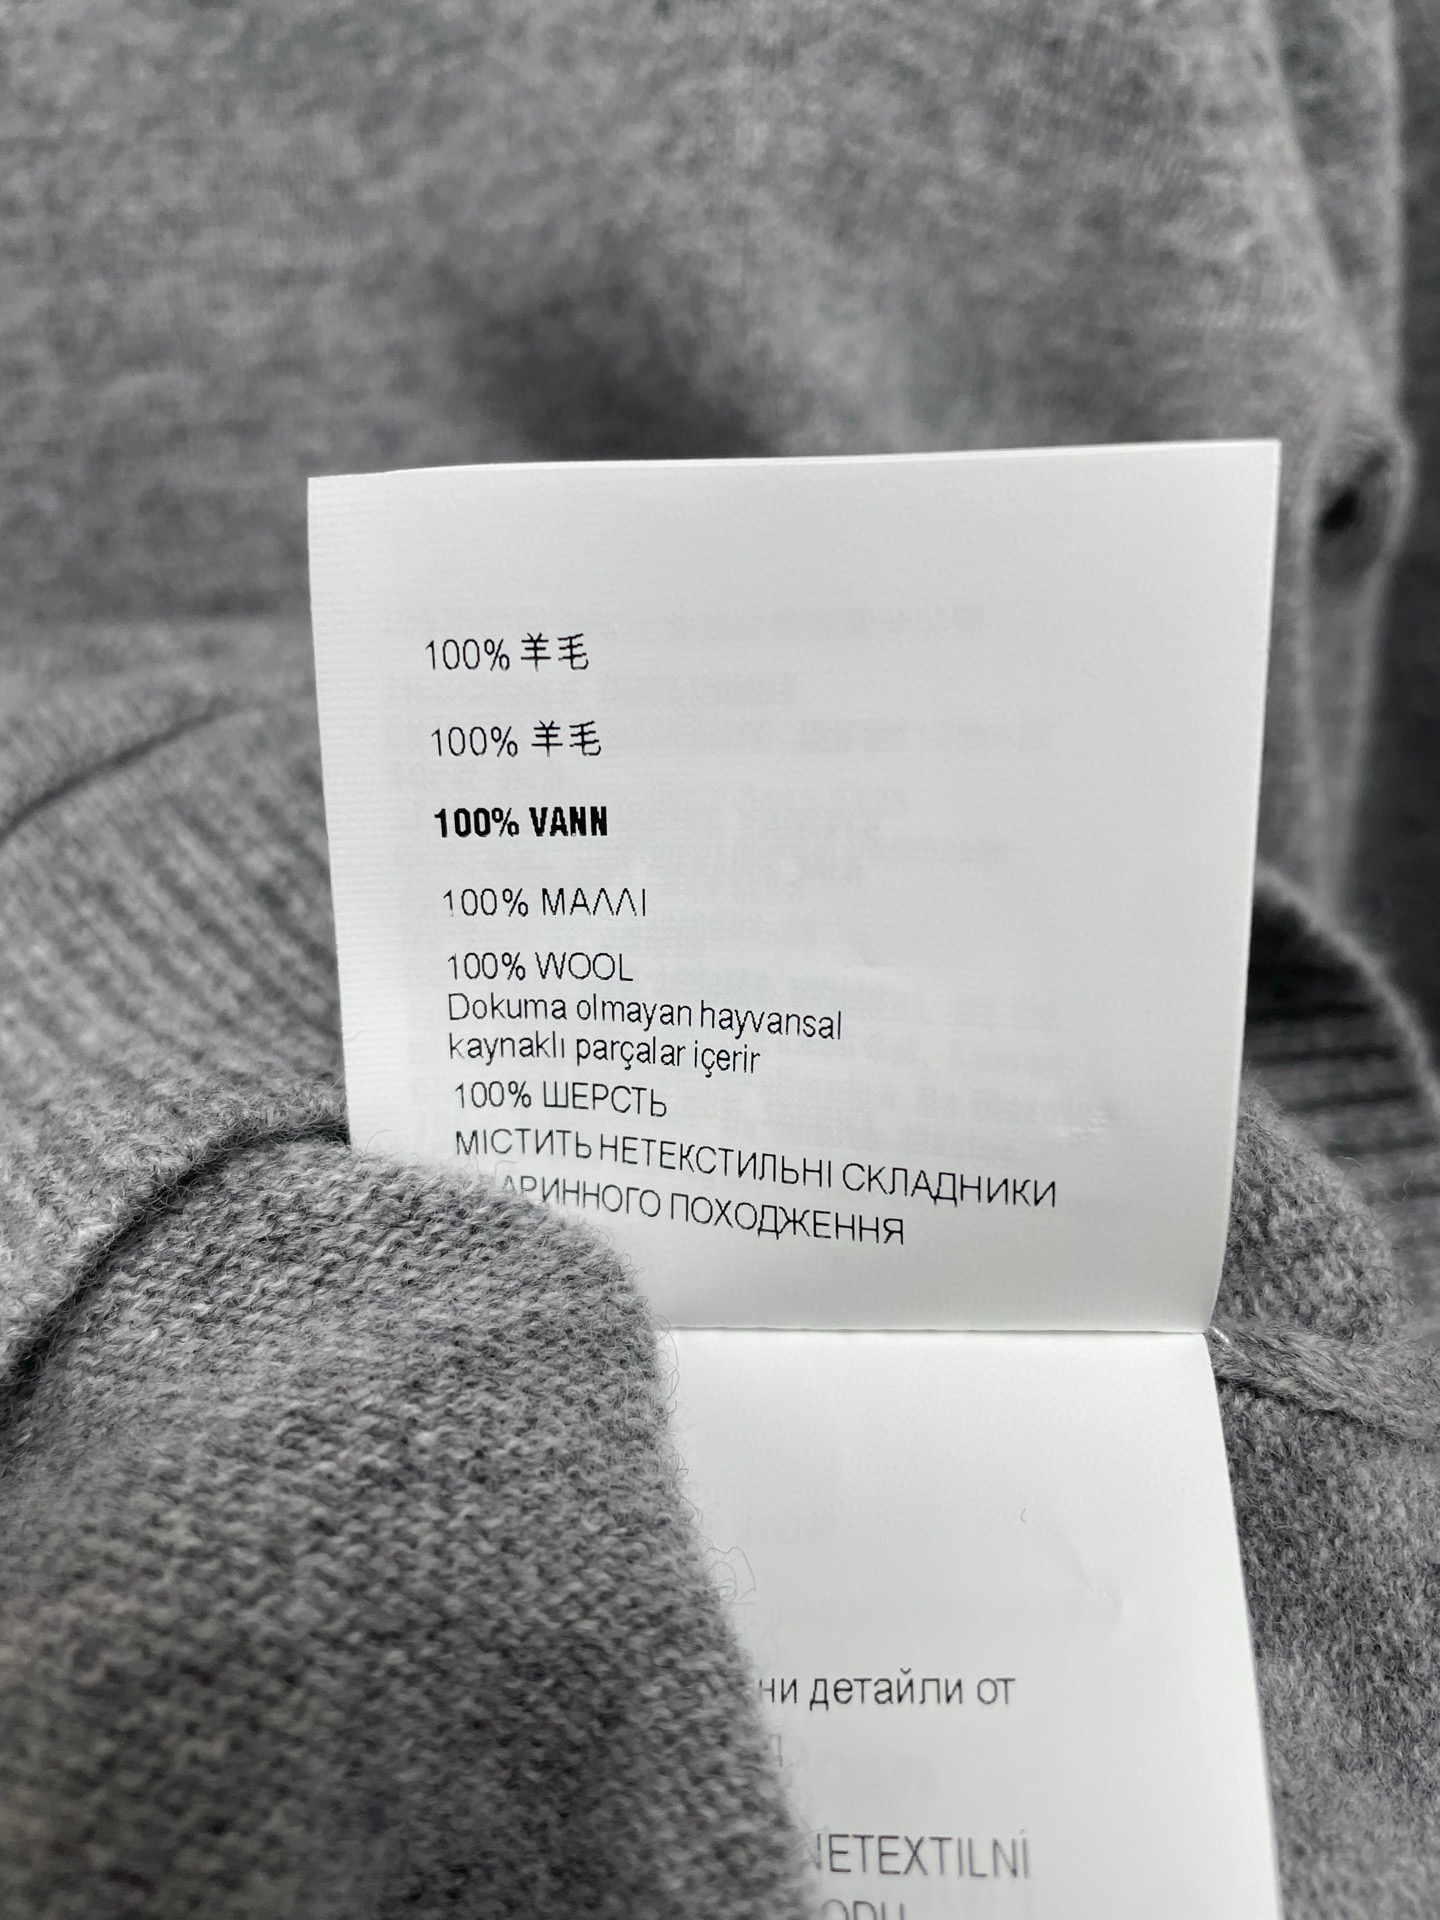 100% 羊毛
100% 羊毛
100% VANN
100% ΜΑΛΛΙ
100% WOOL
Dokuma olmayan hayvansal
kaynaklı parçalar içerir
100% ШЕРСТЬ
МІСТИТЬ НЕТЕКСТИЛЬНІ СКЛАДНИКИ
ПОХОДЖЕННЯ
детайли от